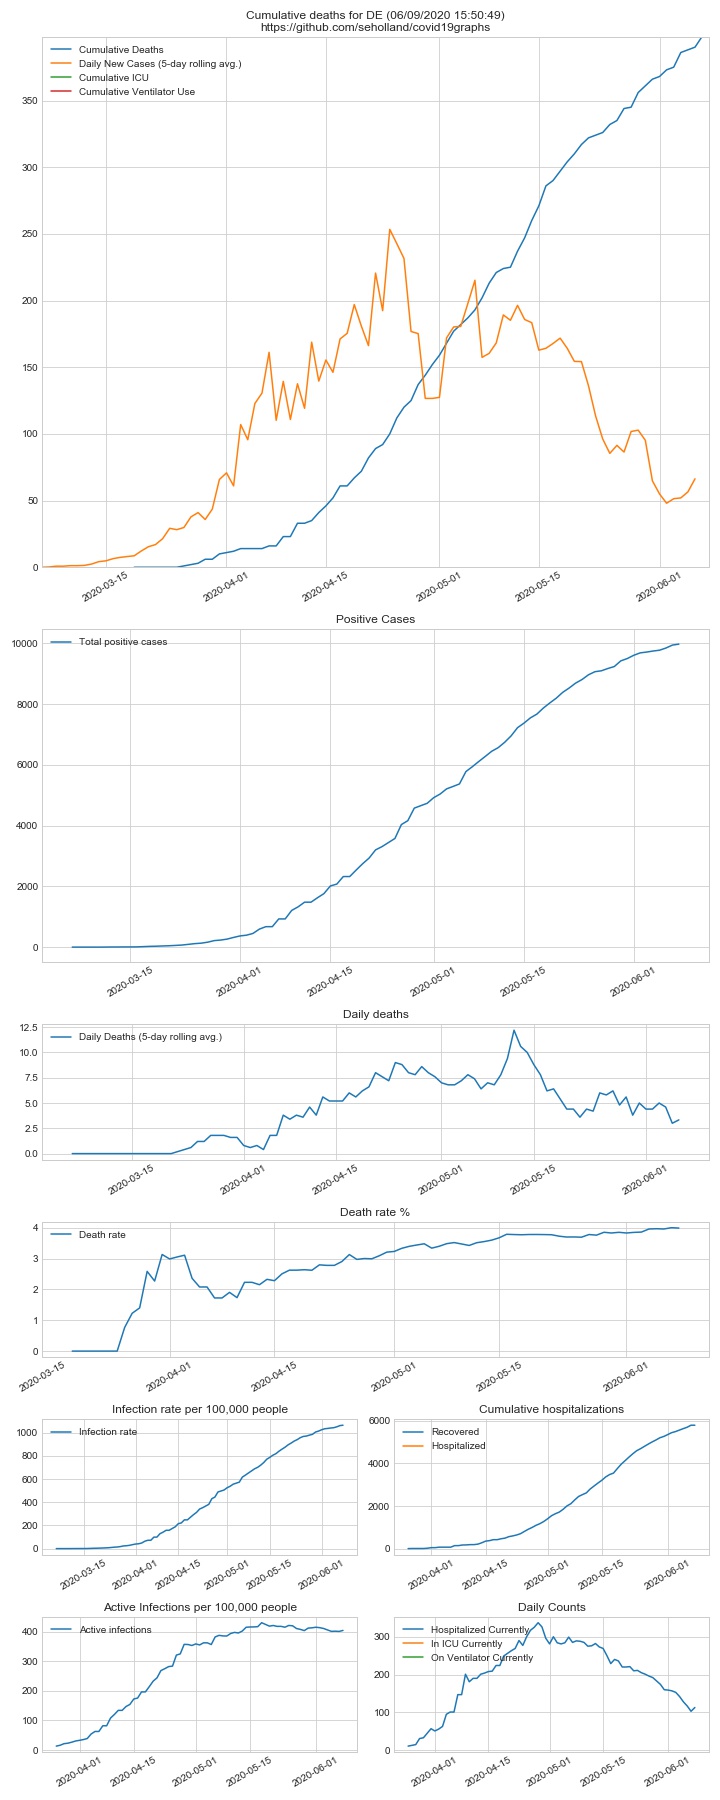 Cumulative deaths for DE (06/09/2020 15:50:49)
https://github.com/seholland/covid19graphs
Cumulative Deaths
Daily New Cases (5-day rolling avg.)
Cumulative ICU
Cumulative Ventilator Use
350
300
250
200
150
100
50
0
2020-03-15 2020-04-01 2020-04-15 2020-05-01 2020-05-15 2020-06-01
Positive Cases
Total positive cases
10000
8000
6000
4000
2000
0
2020-03-15 2020-04-01 2020-04-15 2020-05-01 2020-05-15 2020-06-01
Daily deaths
Daily Deaths (5-day rolling avg.)
12.5
10.0
7.5
5.0
2.5
0.0
2020-03-15 2020-04-01 2020-04-15 2020-05-01 2020-05-15 2020-06-01
Death rate %
Death rate
4
3
2
1
0
2020-03-15 2020-04-01 2020-04-15 2020-05-01 2020-05-15 2020-06-01
Infection rate per 100,000 people
Infection rate
1000
800
600
400
200
0
2020-03-15 2020-04-01 2020-04-15 2020-05-01 2020-05-15 2020-06-01
Cumulative hospitalizations
Recovered
Hospitalized
6000
4000
2000
0
2020-04-01 2020-04-15 2020-05-01 2020-05-15 2020-06-01
Active Infections per 100,000 people
Active infections
400
300
200
100
0
2020-04-01 2020-04-15 2020-05-01 2020-05-15 2020-06-01
Daily Counts
Hospitalized Currently
In ICU Currently
On Ventilator Currently
300
200
100
0
2020-04-01 2020-04-15 2020-05-01 2020-05-15 2020-06-01